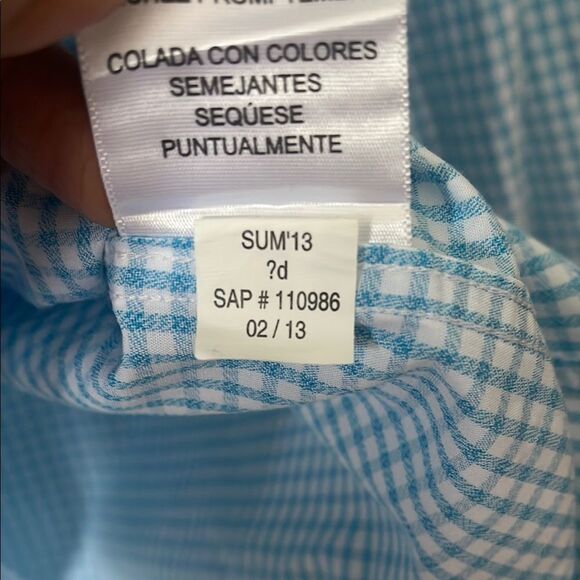 COLADA CON COLORES
SEMEJANTES
SEQÚESE
PUNTUALMENTE
SUM'13
?d
SAP # 110986
02 / 13